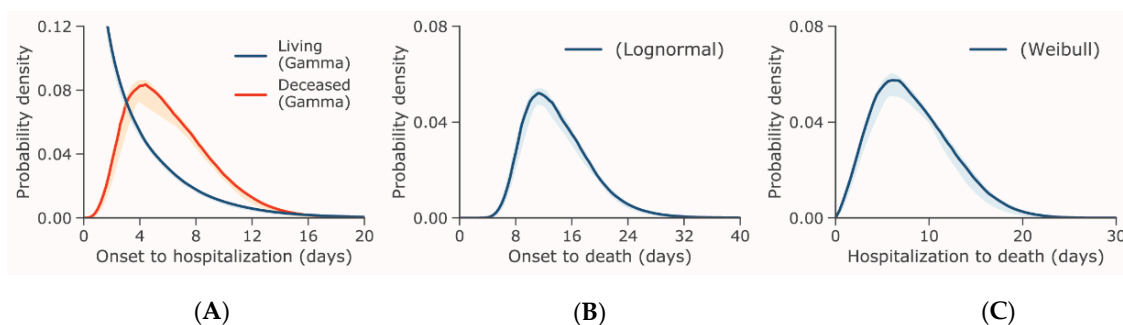 0.12
0.08
0.04
0.00
Probability density
Living
(Gamma)
Deceased
(Gamma)
0 4 8 12 16 20
Onset to hospitalization (days)
(A)
0.08
0.04
0.00
Probability density
(Lognormal)
0 8 16 24 32 40
Onset to death (days)
(B)
0.08
0.04
0.00
Probability density
(Weibull)
0 10 20 30
Hospitalization to death (days)
(C)